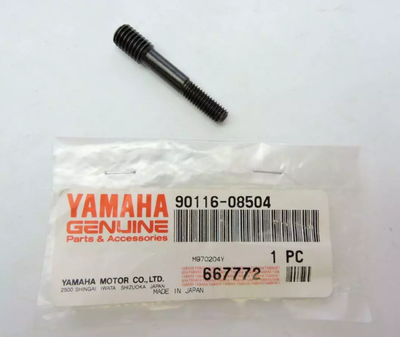 YAMAHA
GENUINE
Parts & Accessories
90116-08504
M970204Y
1 PC
667772
YAMAHA MOTOR CO.,LTD.
2500 SHINGAI IWATA SHIZUOKA JAPAN
MADE IN JAPAN